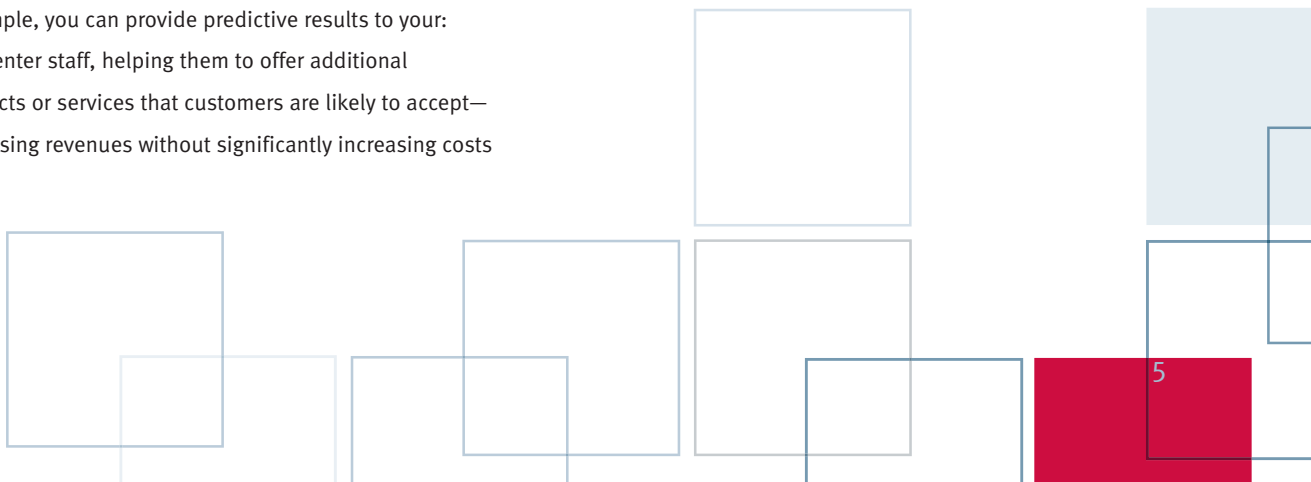 nple, you can provide predictive results to your:
enter staff, helping them to offer additional
cts or services that customers are likely to accept—
sing revenues without significantly increasing costs
5